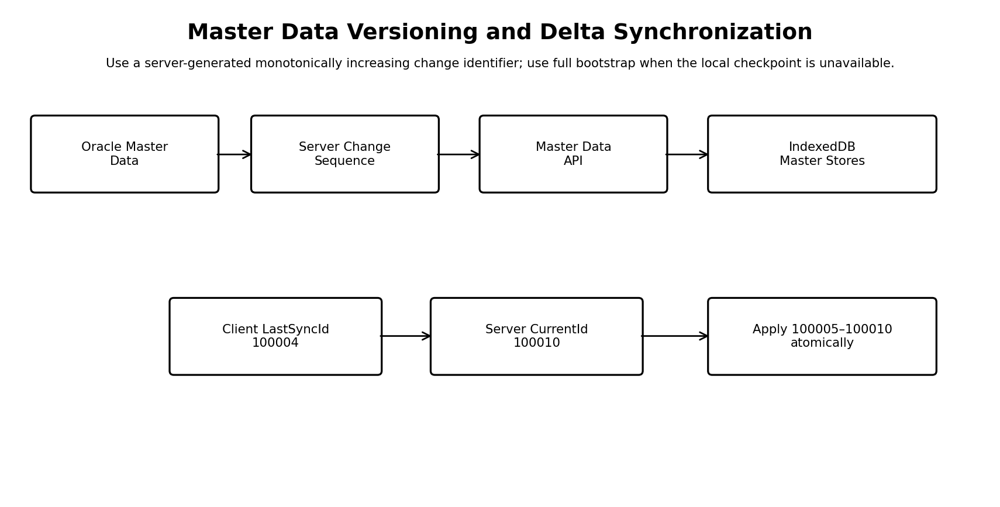 Master Data Versioning and Delta Synchronization
Use a server-generated monotonically increasing change identifier; use full bootstrap when the local checkpoint is unavailable.
Oracle Master
Data
Server Change
Sequence
Master Data
API
IndexedDB
Master Stores
Client LastSyncId
100004
Server CurrentId
100010
Apply 100005–100010
atomically